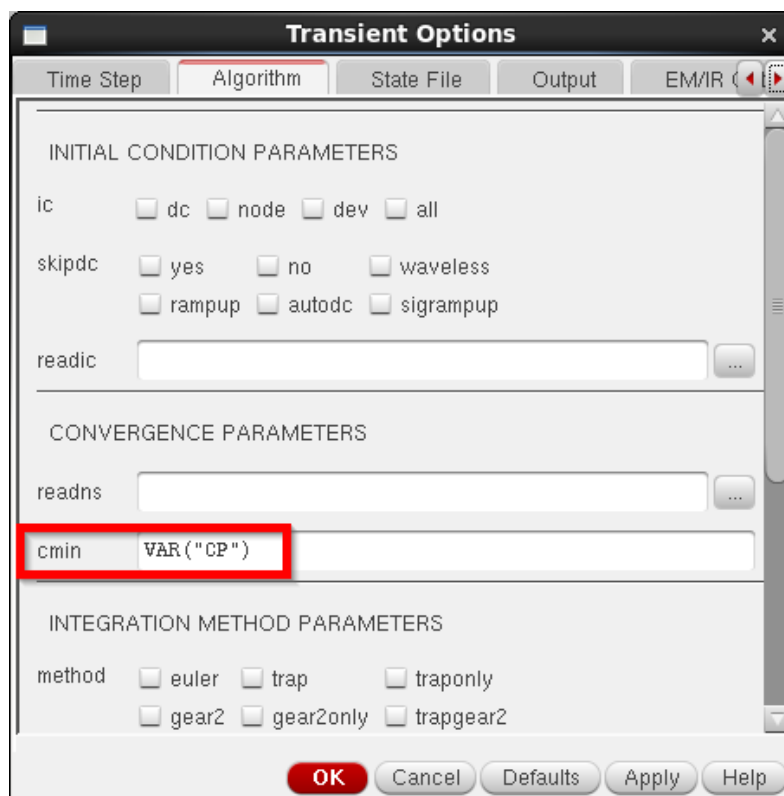 Transient Options
Time Step Algorithm State File Output EM/IR
INITIAL CONDITION PARAMETERS
ic dc node dev all
skipdc yes no waveless
rampup autodc sigrampup
readic ...
CONVERGENCE PARAMETERS
readns ...
cmin VAR("CP")
INTEGRATION METHOD PARAMETERS
method euler trap traponly
gear2 gear2only trapgear2
OK Cancel Defaults Apply Help